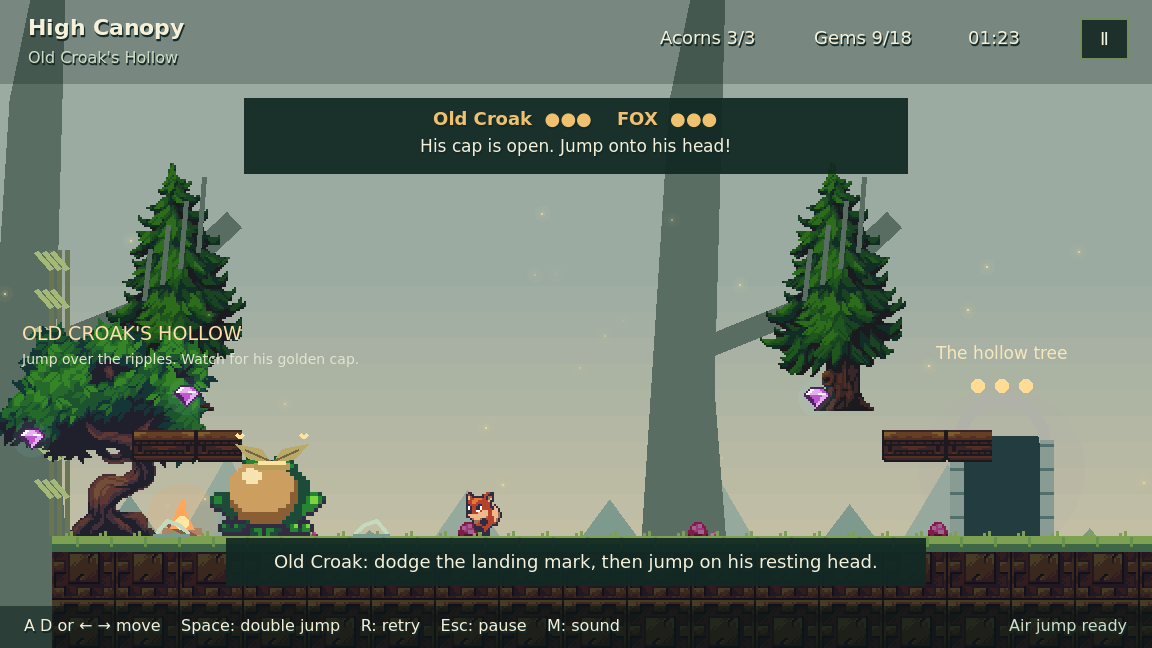 High Canopy
Old Croak's Hollow
Acorns 3/3 Gems 9/18 01:23 II
Old Croak ●●● FOX ●●●
His cap is open. Jump onto his head!
OLD CROAK'S HOLLOW
Jump over the ripples. Watch for his golden cap.
The hollow tree
Old Croak: dodge the landing mark, then jump on his resting head.
A D or ← → move Space: double jump R: retry Esc: pause M: sound Air jump ready